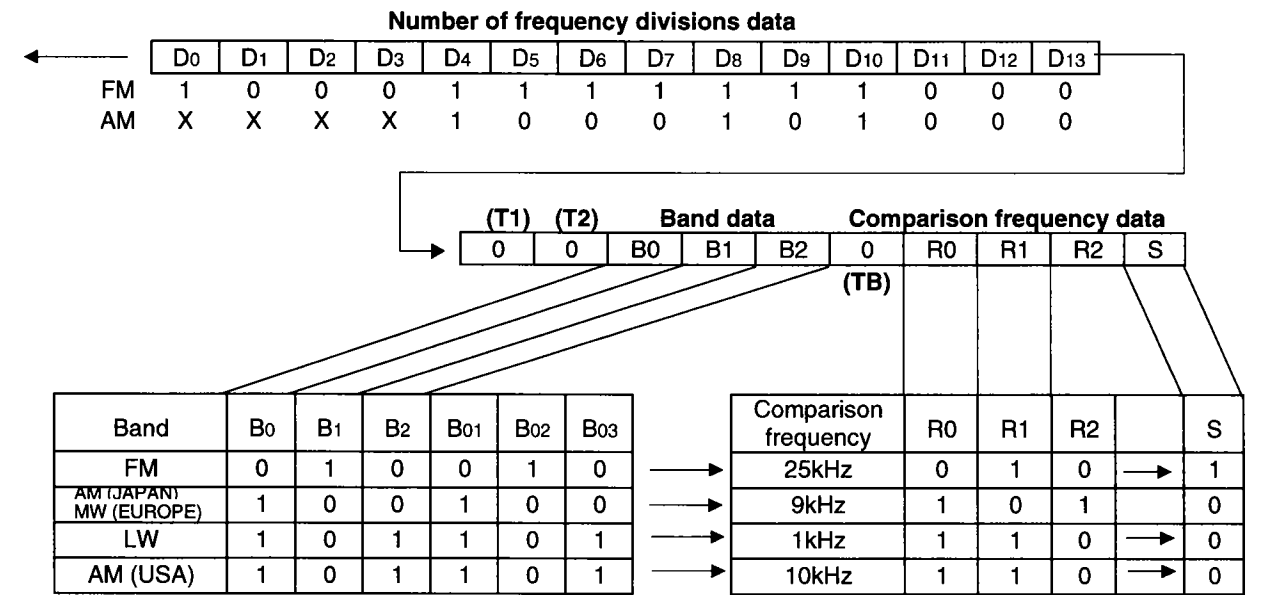 Number of frequency divisions data
D0 D1 D2 D3 D4 D5 D6 D7 D8 D9 D10 D11 D12 D13
FM 1 0 0 0 1 1 1 1 1 1 1 0 0 0
AM X X X X 1 0 0 0 1 0 1 0 0 0
(T1) (T2) Band data Comparison frequency data
0 0 B0 B1 B2 0 R0 R1 R2 S
(TB)
Band B0 B1 B2 B01 B02 B03
FM 0 1 0 0 1 0
AM (JAPAN)
MW (EUROPE) 1 0 0 1 0 0
LW 1 0 1 1 0 1
AM (USA) 1 0 1 1 0 1
Comparison
frequency R0 R1 R2 S
25kHz 0 1 0 1
9kHz 1 0 1 0
1kHz 1 1 0 0
10kHz 1 1 0 0